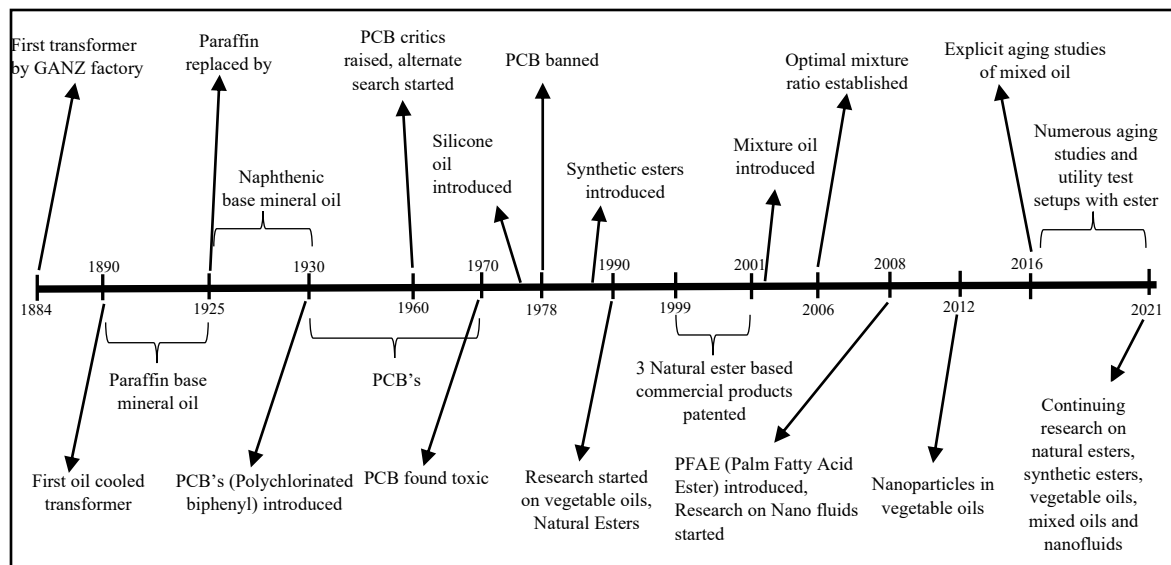 First transformer
by GANZ factory
Paraffin
replaced by
PCB critics
raised, alternate
search started
PCB banned
Optimal mixture
ratio established
Explicit aging studies
of mixed oil
Silicone
oil
introduced
Naphthenic
base mineral oil
Synthetic esters
introduced
Mixture oil
introduced
Numerous aging
studies and
utility test
setups with ester
1890
1930
1970
1990
2001
2008
2016
1884
1925
1960
1978
1999
2006
2012
2021
Paraffin base
mineral oil
PCB's
3 Natural ester based
commercial products
patented
First oil cooled
transformer
PCB's (Polychlorinated
biphenyl) introduced
PCB found toxic
Research started
on vegetable oils,
Natural Esters
PFAE (Palm Fatty Acid
Ester) introduced,
Research on Nano fluids
started
Nanoparticles in
vegetable oils
Continuing
research on
natural esters,
synthetic esters,
vegetable oils,
mixed oils and
nanofluids